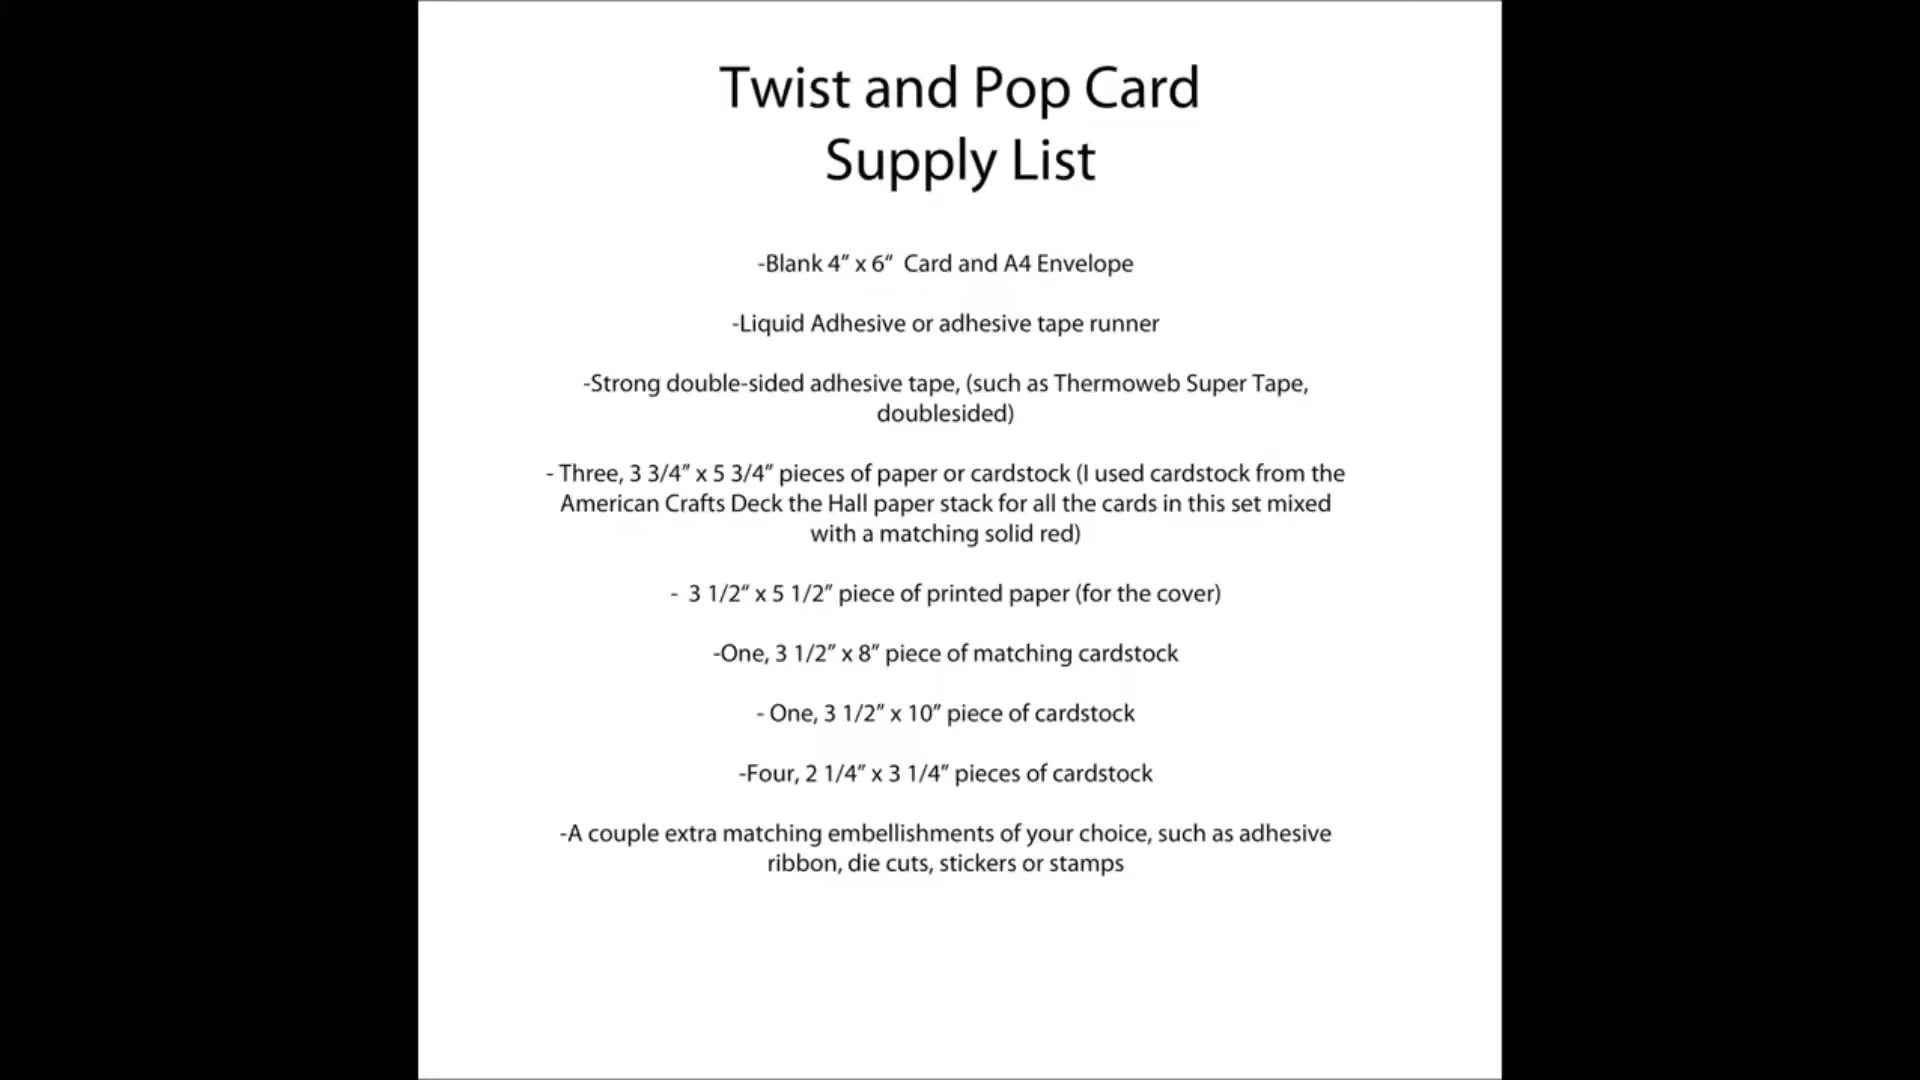 Twist and Pop Card
Supply List
-Blank 4” x 6“  Card and A4 Envelope
-Liquid Adhesive or adhesive tape runner
-Strong double-sided adhesive tape, (such as Thermoweb Super Tape,
doublesided)
- Three, 3 3/4” x 5 3/4” pieces of paper or cardstock (I used cardstock from the
American Crafts Deck the Hall paper stack for all the cards in this set mixed
with a matching solid red)
-  3 1/2“ x 5 1/2” piece of printed paper (for the cover)
-One, 3 1/2” x 8” piece of matching cardstock
- One, 3 1/2” x 10” piece of cardstock
-Four, 2 1/4” x 3 1/4” pieces of cardstock
-A couple extra matching embellishments of your choice, such as adhesive
ribbon, die cuts, stickers or stamps